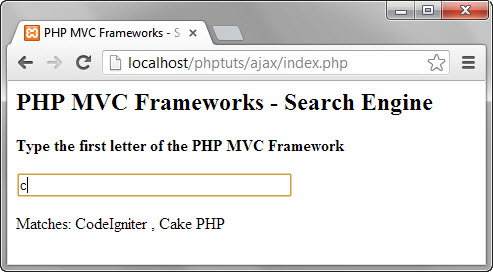 PHP MVC Frameworks - S
localhost/phptuts/ajax/index.php
PHP MVC Frameworks - Search Engine
Type the first letter of the PHP MVC Framework
c
Matches: CodeIgniter , Cake PHP